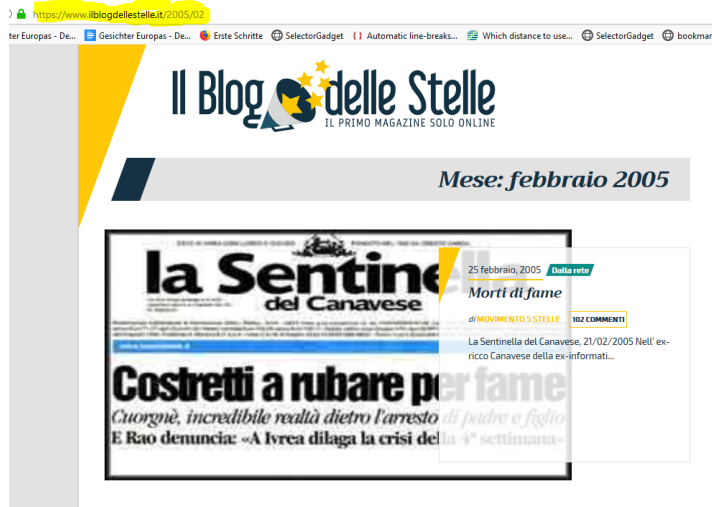 https://www.ilblogdellestelle.it/2005/02
ter Europas - De... Gesichter Europas - De... Erste Schritte SelectorGadget Automatic line-breaks... Which distance to use... SelectorGadget bookmar
Il Blog delle Stelle
IL PRIMO MAGAZINE SOLO ONLINE
Mese: febbraio 2005
la Sentinella
del Canavese
Costretti a rubare per fame
Cuorgnè, incredibile realtà dietro l'arresto di padre e figlio
E Rao denuncia: «A Ivrea dilaga la crisi della 4ª settimana»
25 febbraio, 2005 Dalla rete
Morti di fame
di MOVIMENTO 5 STELLE 102 COMMENTI
La Sentinella del Canavese, 21/02/2005 Nell' ex-
ricco Canavese della ex-informati...